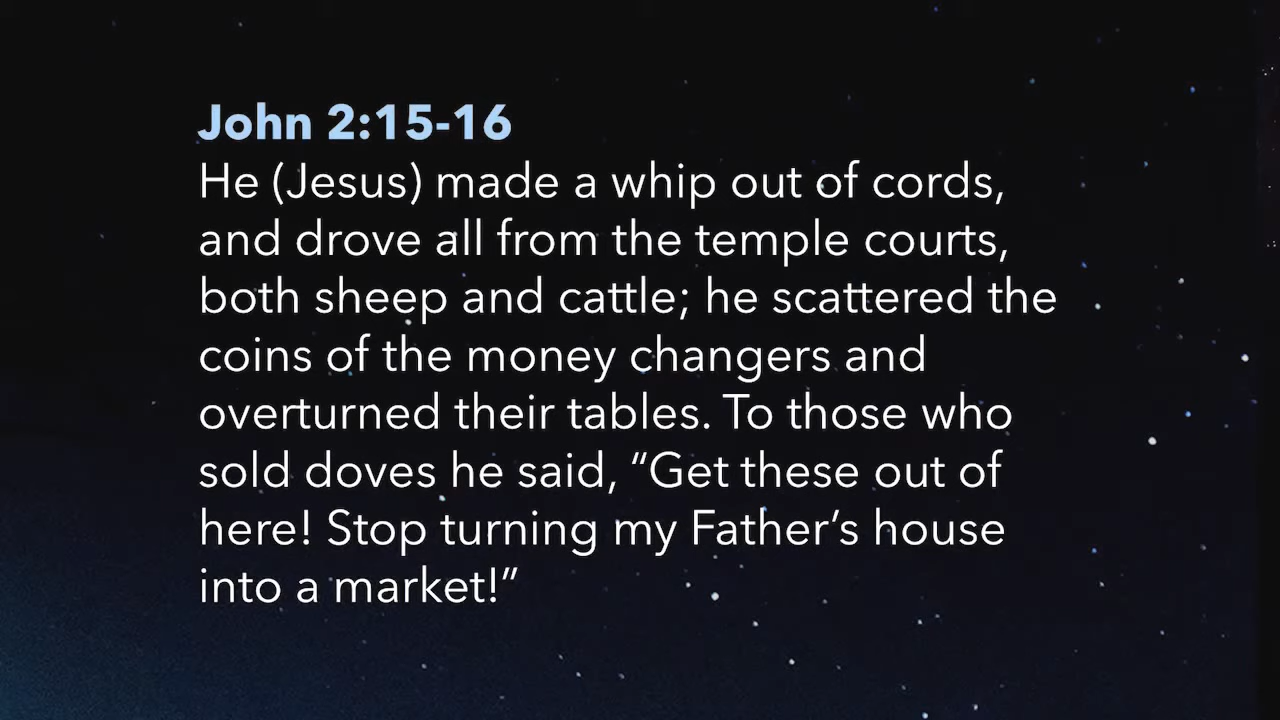 John 2:15-16
He (Jesus) made a whip out of cords,
and drove all from the temple courts,
both sheep and cattle; he scattered the
coins of the money changers and
overturned their tables. To those who
sold doves he said, “Get these out of
here! Stop turning my Father’s house
into a market!”